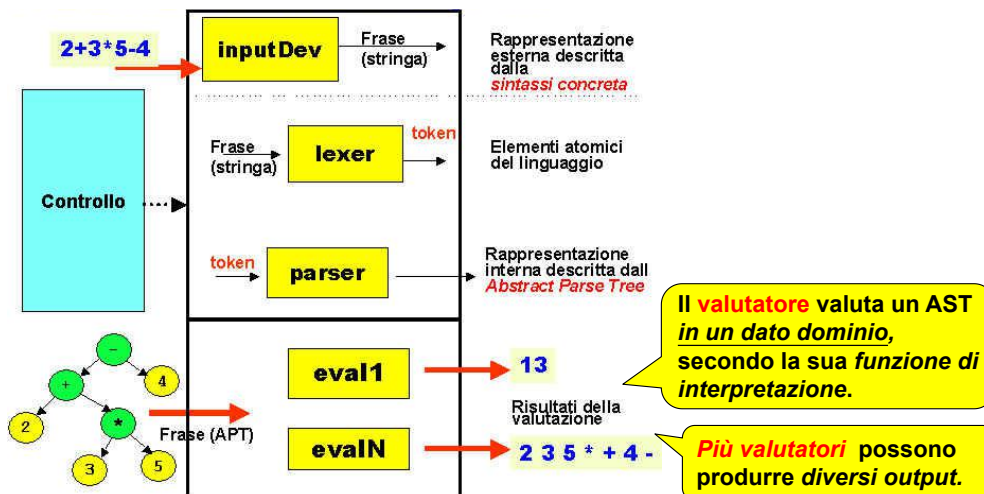 2+3*5-4
inputDev
Frase
(stringa)
Rappresentazione
esterna descritta
dalla
sintassi concreta
Controllo
Frase
(stringa)
lexer
token
Elementi atomici
del linguaggio
token
parser
Rappresentazione
interna descritta dall
Abstract Parse Tree
-
+
4
2
*
3
5
Frase (APT)
eval1
13
Risultati della
valutazione
evalN
2 3 5 * + 4 -
Il valutatore valuta un AST
in un dato dominio,
secondo la sua funzione di
interpretazione.
Più valutatori possono
produrre diversi output.